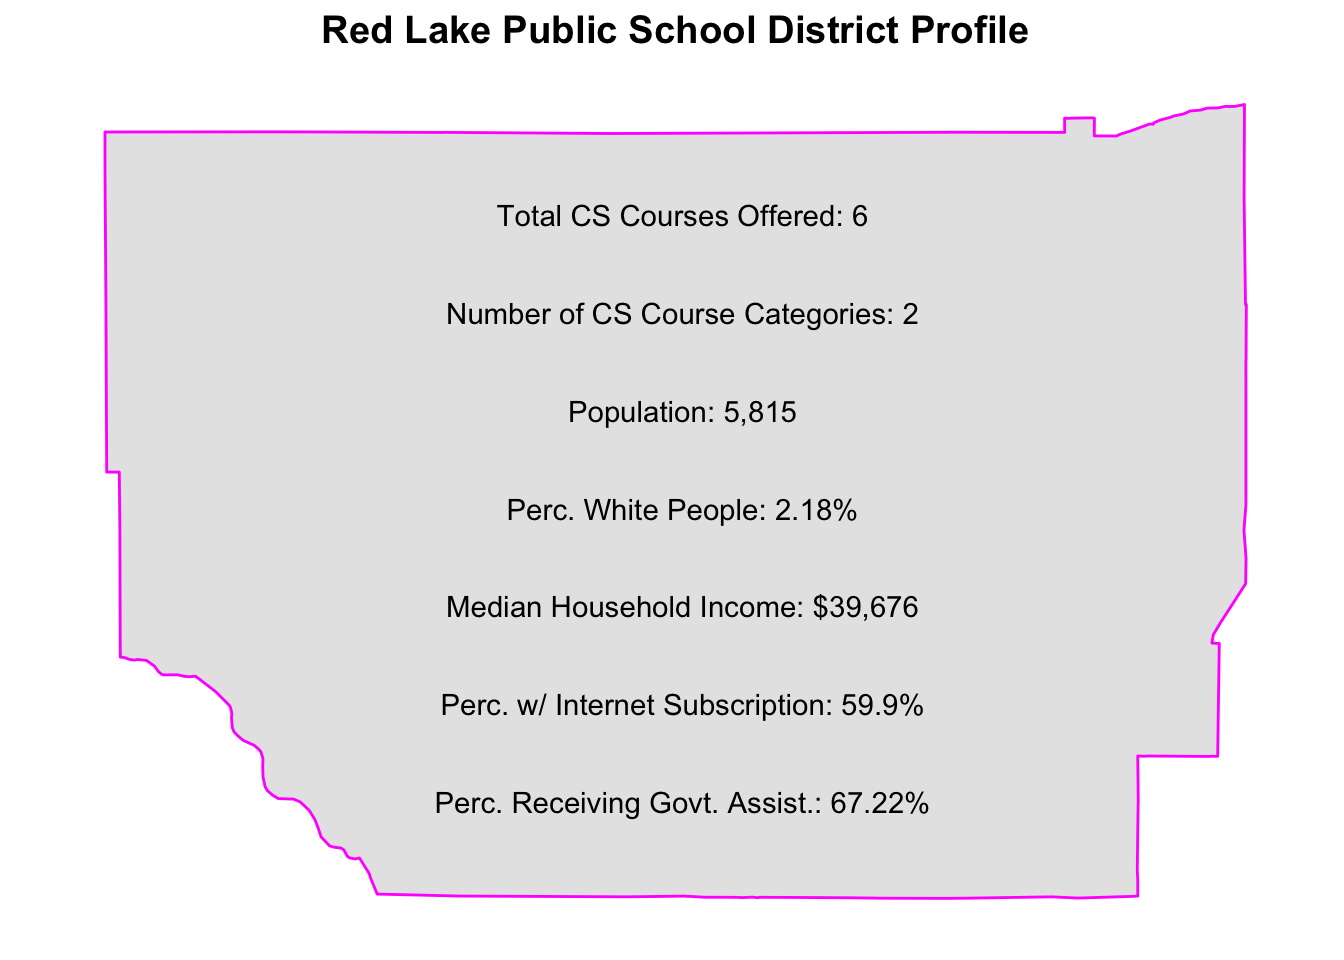 Red Lake Public School District Profile
Total CS Courses Offered: 6
Number of CS Course Categories: 2
Population: 5,815
Perc. White People: 2.18%
Median Household Income: $39,676
Perc. w/ Internet Subscription: 59.9%
Perc. Receiving Govt. Assist.: 67.22%